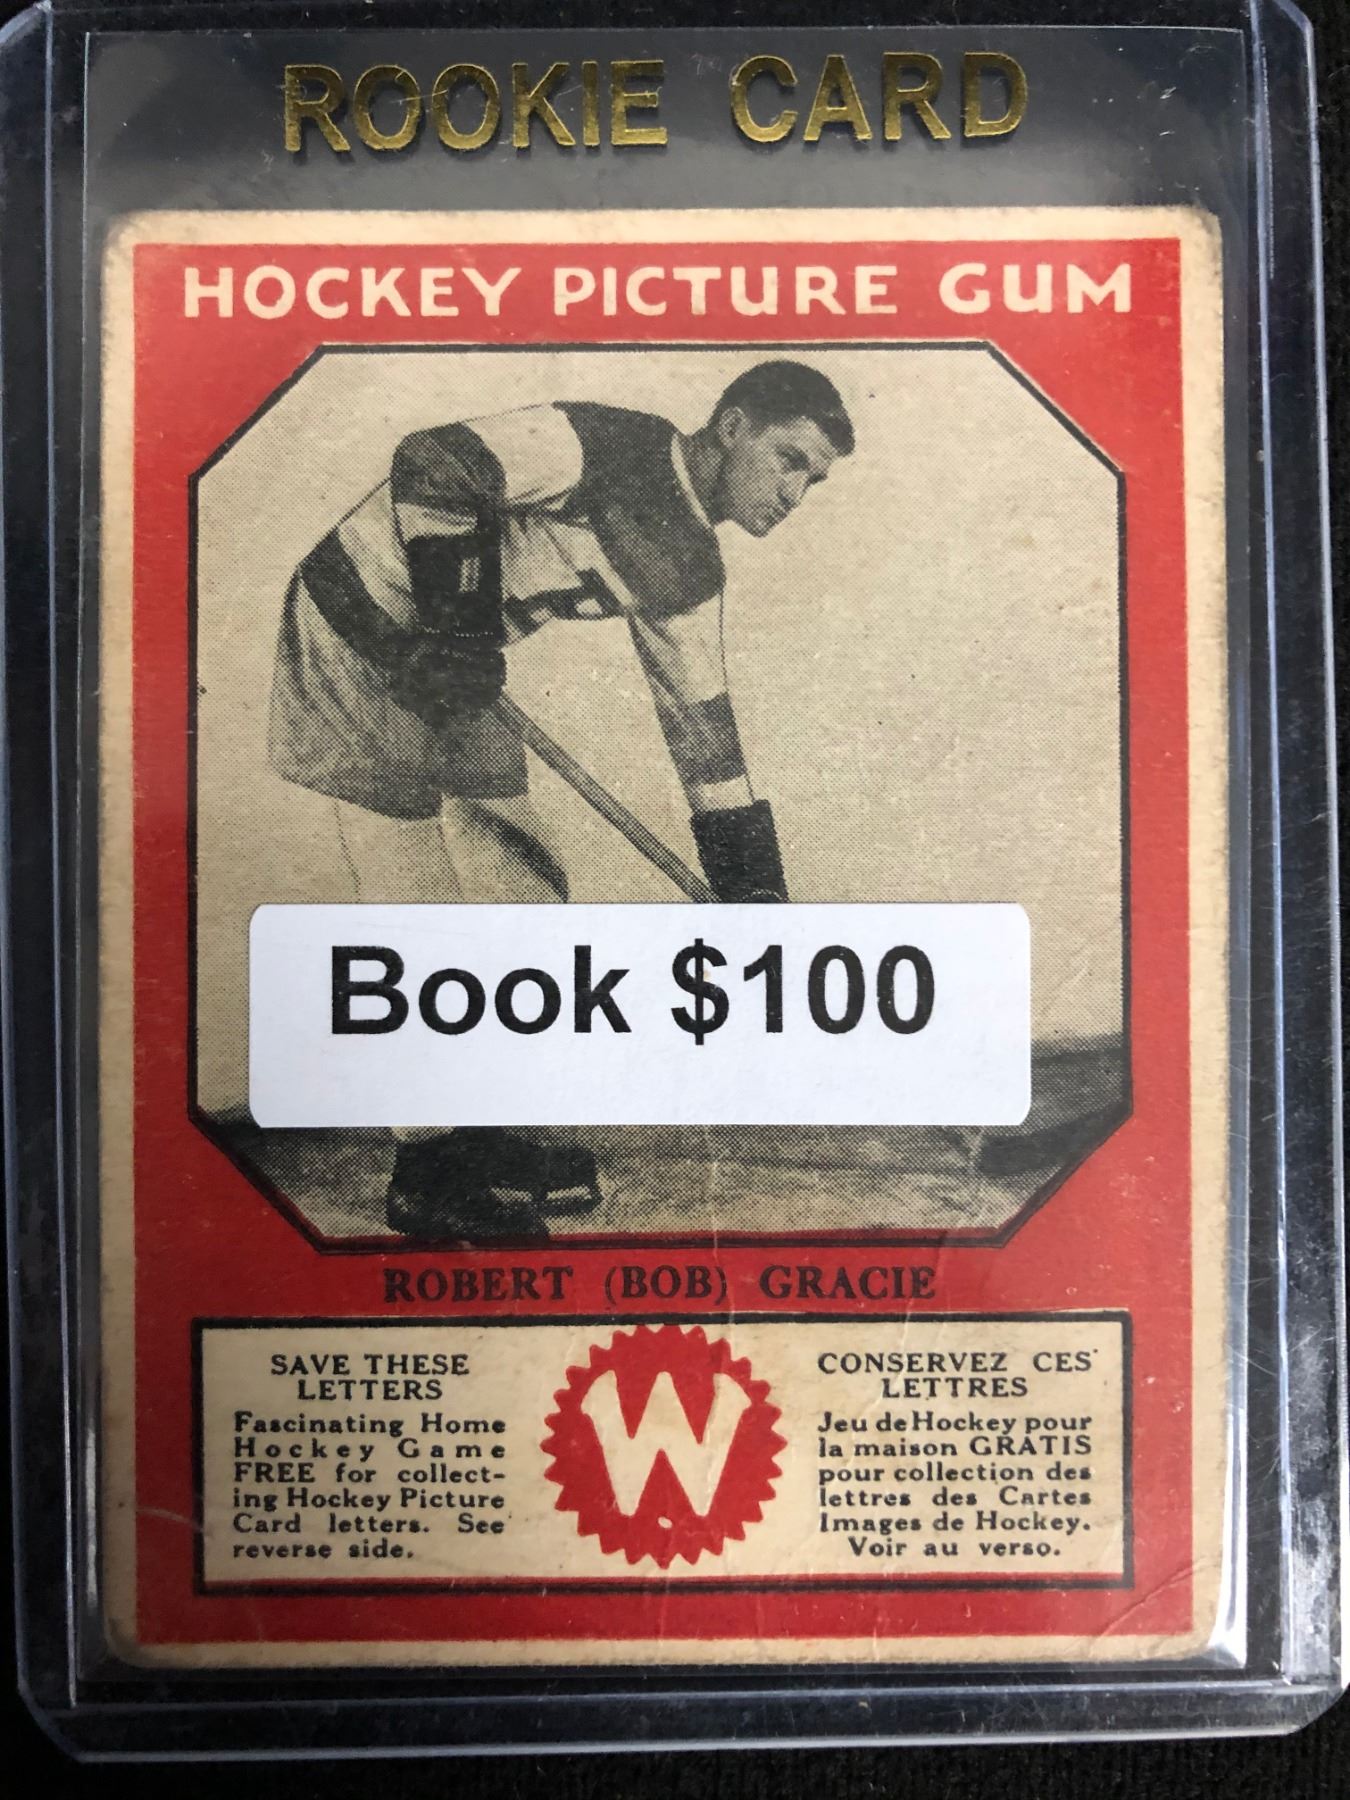 ROOKIE CARD
HOCKEY PICTURE GUM
Book $100
ROBERT (BOB) GRACIE
SAVE THESE
LETTERS
Fascinating Home
Hockey Game
FREE for collect-
ing Hockey Picture
Card letters. See
reverse side.
W
CONSERVEZ CES
LETTRES
Jeu de Hockey pour
la maison GRATIS
pour collection des
lettres des Cartes
Images de Hockey.
Voir au verso.